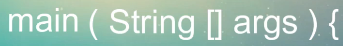 main ( String [] args ) {